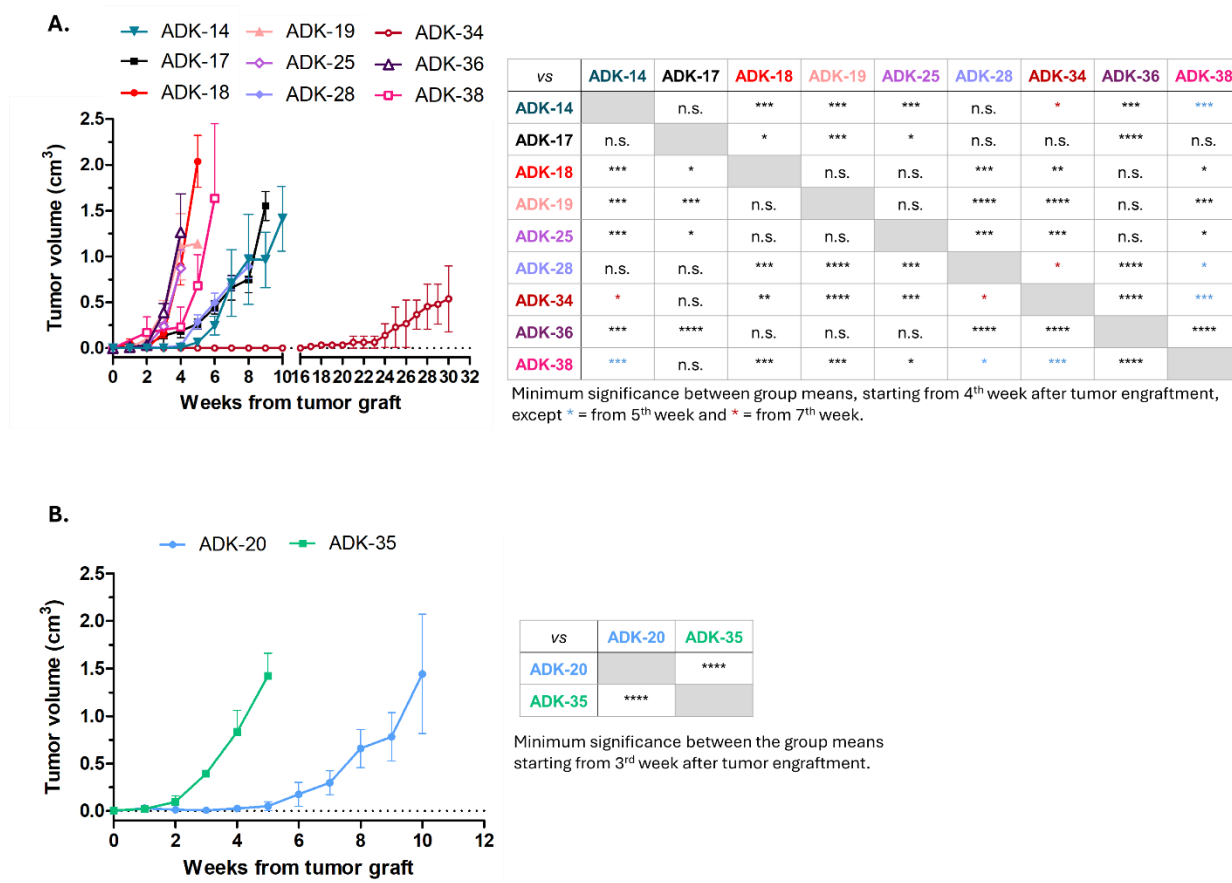 A.
ADK-14 ADK-19 ADK-34
ADK-17 ADK-25 ADK-36
ADK-18 ADK-28 ADK-38
Tumor volume (cm³)
2.5
2.0
1.5
1.0
0.5
0.0
0 2 4 6 8 10 16 18 20 22 24 26 28 30 32
Weeks from tumor graft
vs ADK-14 ADK-17 ADK-18 ADK-19 ADK-25 ADK-28 ADK-34 ADK-36 ADK-38
ADK-14 n.s. *** *** *** n.s. * *** ***
ADK-17 n.s. * *** * n.s. n.s. **** n.s.
ADK-18 *** * n.s. n.s. *** ** n.s. *
ADK-19 *** *** n.s. n.s. **** **** n.s. ***
ADK-25 *** * n.s. n.s. *** *** n.s. *
ADK-28 n.s. n.s. *** **** *** * **** *
ADK-34 * n.s. ** **** *** * **** ***
ADK-36 *** **** n.s. n.s. n.s. **** **** ****
ADK-38 *** n.s. *** *** * * *** ****
Minimum significance between group means, starting from 4th week after tumor engraftment,
except * = from 5th week and * = from 7th week.
B.
ADK-20 ADK-35
Tumor volume (cm³)
2.5
2.0
1.5
1.0
0.5
0.0
0 2 4 6 8 10 12
Weeks from tumor graft
vs ADK-20 ADK-35
ADK-20 ****
ADK-35 ****
Minimum significance between the group means
starting from 3rd week after tumor engraftment.